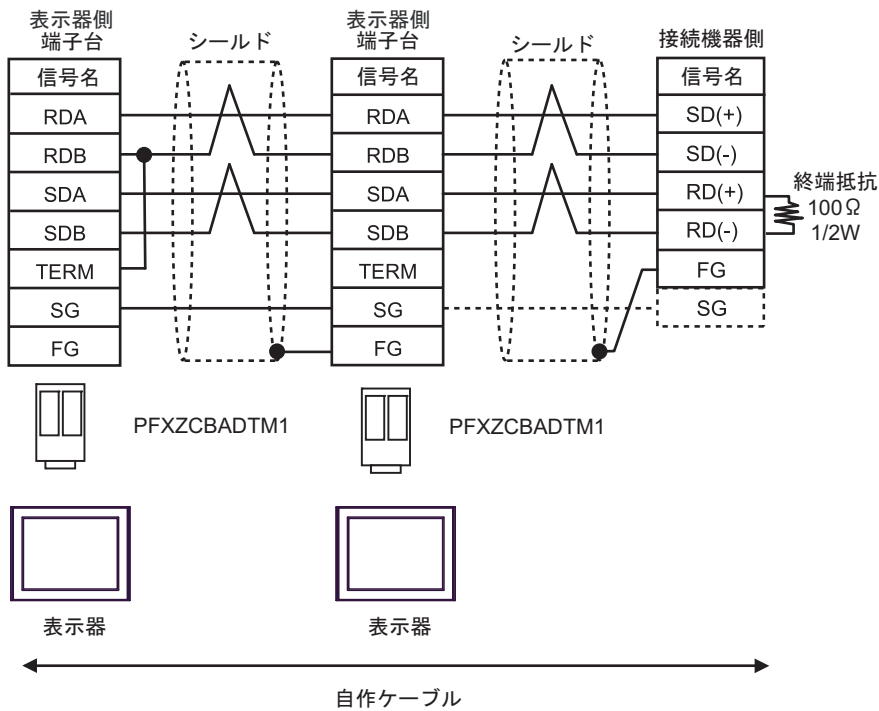 表示器側
端子台
信号名
RDA
RDB
SDA
SDB
TERM
SG
FG
シールド
表示器側
端子台
信号名
RDA
RDB
SDA
SDB
TERM
SG
FG
シールド
接続機器側
信号名
SD(+)
SD(-)
RD(+)
RD(-)
FG
SG
終端抵抗
100Ω
1/2W
PFXZCBADTM1
PFXZCBADTM1
表示器
表示器
自作ケーブル